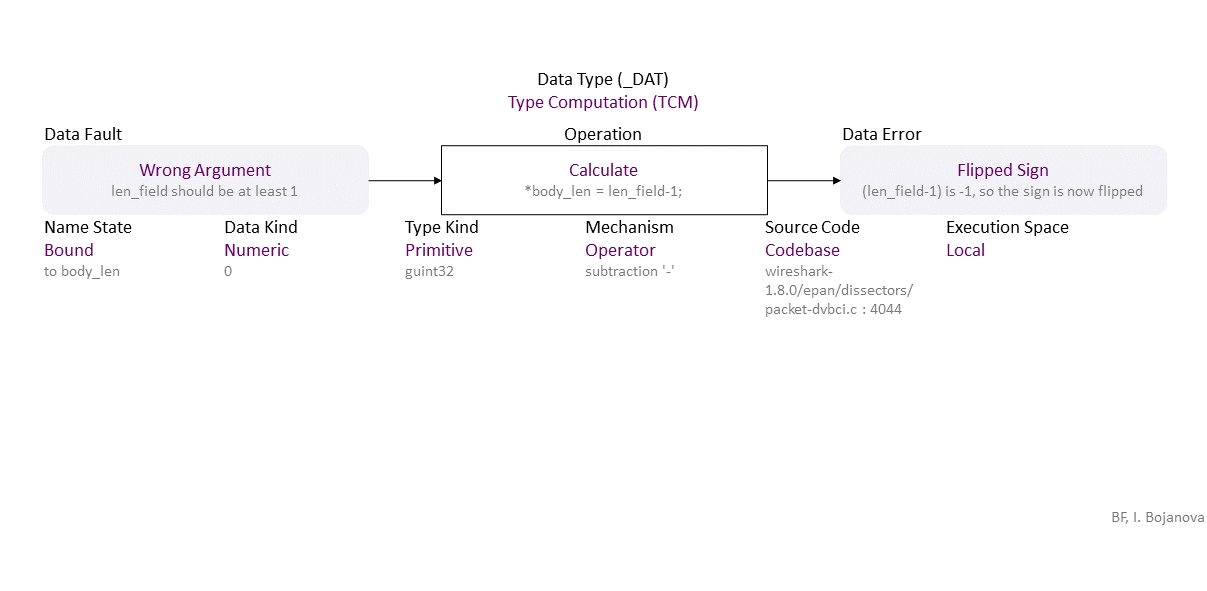 Data Type (_DAT)
Type Computation (TCM)
Data Fault
Operation
Data Error
Wrong Argument
len_field should be at least 1
Calculate
*body_len = len_field-1;
Flipped Sign
(len_field-1) is -1, so the sign is now flipped
Name State
Bound
to body_len
Data Kind
Numeric
0
Type Kind
Primitive
guint32
Mechanism
Operator
subtraction '-'
Source Code
Codebase
wireshark-
1.8.0/epan/dissectors/
packet-dvbci.c : 4044
Execution Space
Local
BF, I. Bojanova